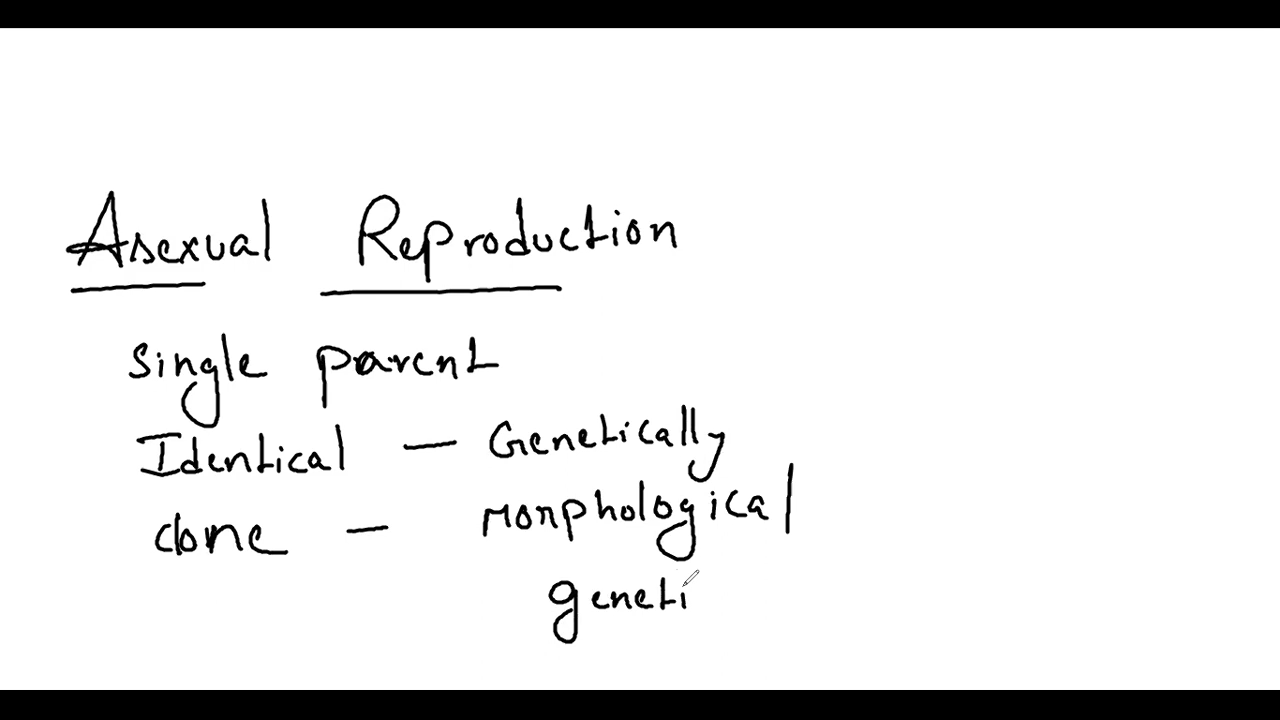 Asexual Reproduction
Single parent
Identical — Genetically
clone — morphological
geneti